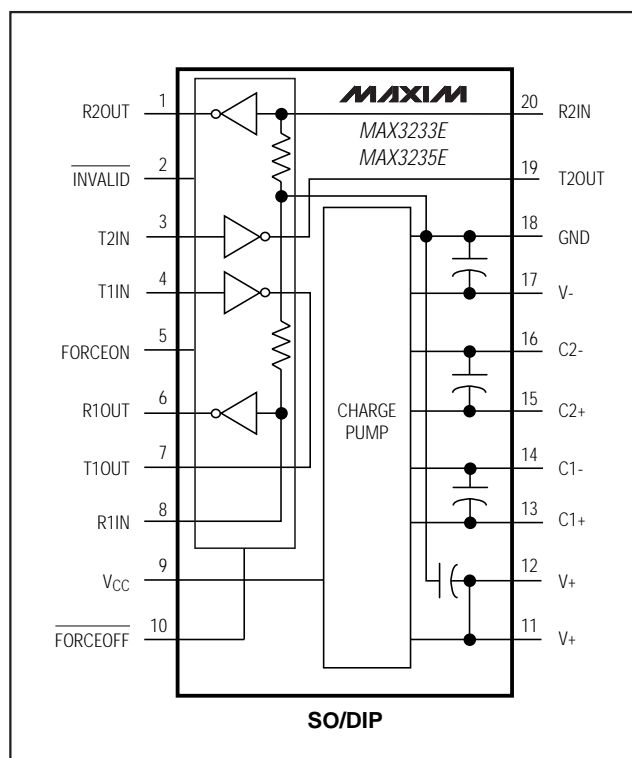 MAXIM
MAX3233E
MAX3235E
R2OUT 1
INVALID 2
T2IN 3
T1IN 4
FORCEON 5
R1OUT 6
T1OUT 7
R1IN 8
VCC 9
FORCEOFF 10
20 R2IN
19 T2OUT
18 GND
17 V-
16 C2-
15 C2+
14 C1-
13 C1+
12 V+
11 V+
CHARGE
PUMP
SO/DIP